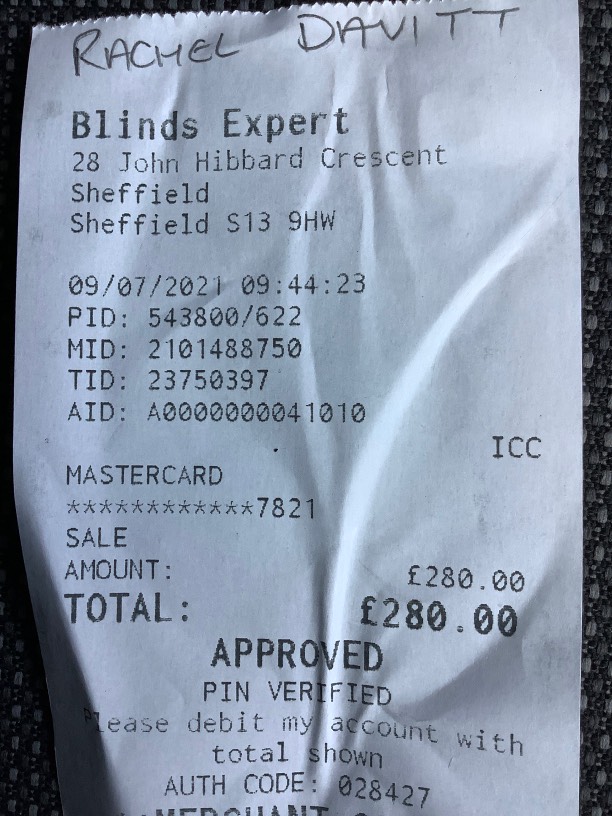 RACHEL DAVITT
Blinds Expert
28 John Hibbard Crescent
Sheffield
Sheffield S13 9HW
09/07/2021 09:44:23
PID: 543800/622
MID: 2101488750
TID: 23750397
AID: A0000000041010
ICC
MASTERCARD
************7821
SALE
AMOUNT: £280.00
TOTAL: £280.00
APPROVED
PIN VERIFIED
Please debit my account with
total shown
AUTH CODE: 028427
MERCHANT